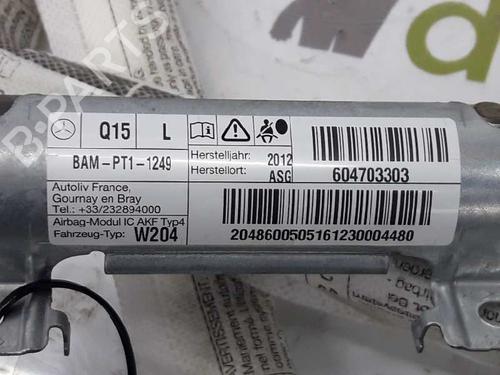 Q15 L
BAM-PT1-1249
Herstelljahr: 2012
Herstellort: ASG
604703303
Autoliv France,
Gournay en Bray
Tel.: +33/232894000
Airbag-Modul IC AKF Typ4
Fahrzeug-Typ: W204
2048600505161230004480
B.PARTS